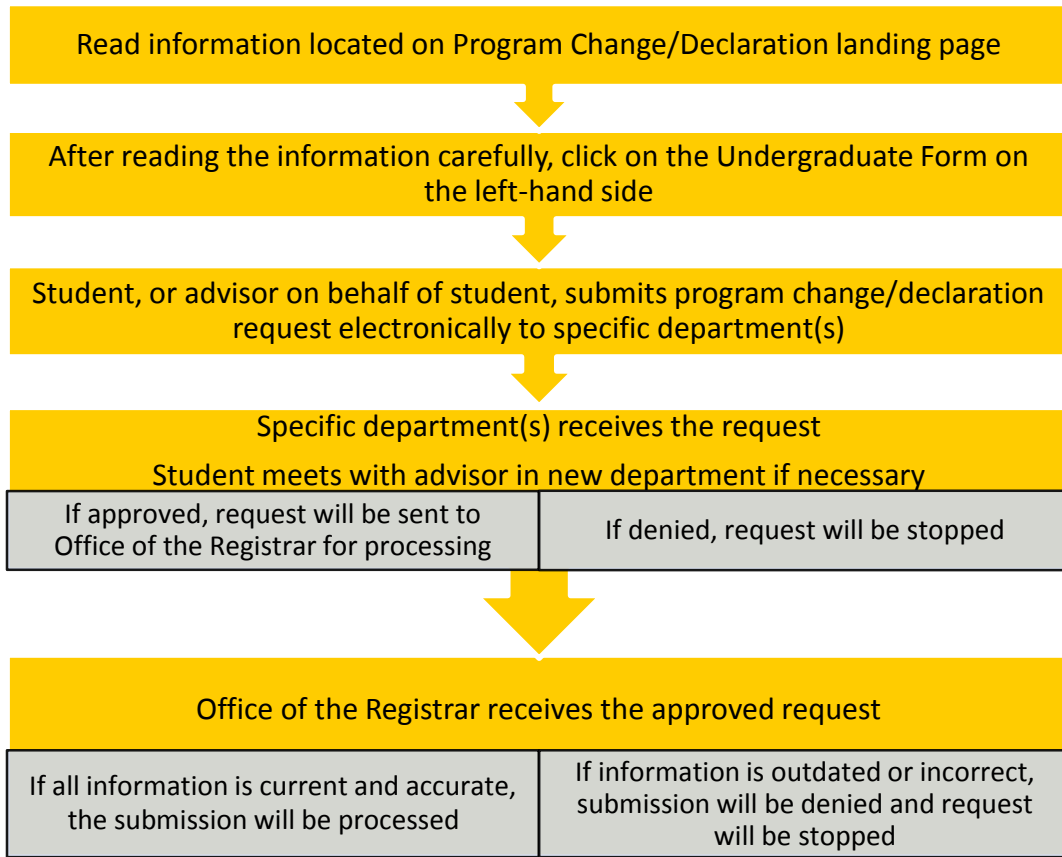 Read information located on Program Change/Declaration landing page
After reading the information carefully, click on the Undergraduate Form on
the left-hand side
Student, or advisor on behalf of student, submits program change/declaration
request electronically to specific department(s)
Specific department(s) receives the request
Student meets with advisor in new department if necessary
If approved, request will be sent to
Office of the Registrar for processing
If denied, request will be stopped
Office of the Registrar receives the approved request
If all information is current and accurate,
the submission will be processed
If information is outdated or incorrect,
submission will be denied and request
will be stopped